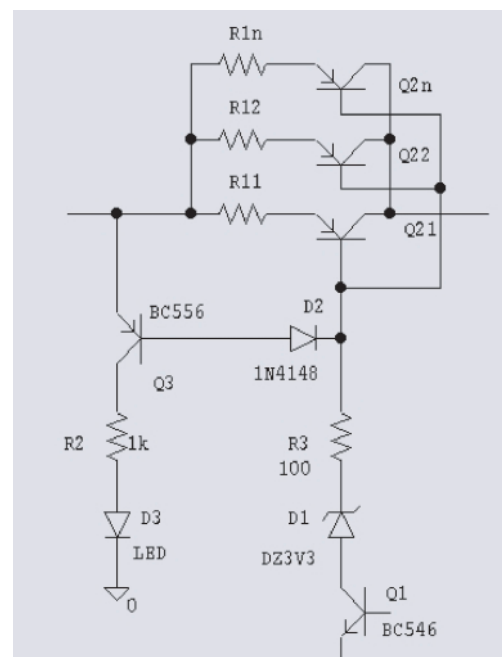 R1n
Q2n
R12
Q22
R11
Q21
D2
BC556
1N4148
Q3
R2
1k
R3
100
D3
D1
LED
DZ3V3
Q1
0
BC546